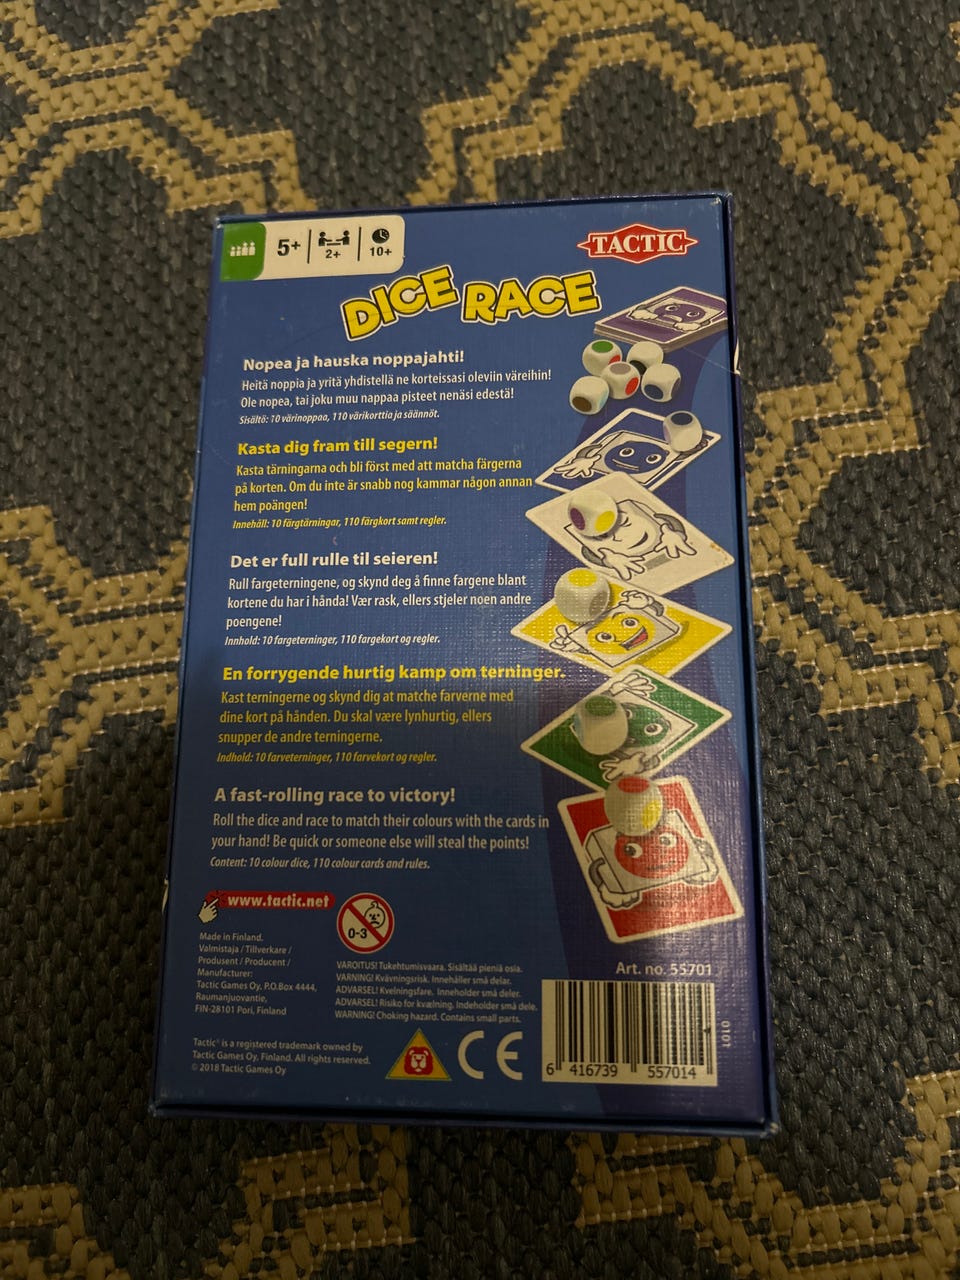 5+
2+
10+
TACTIC
DICE RACE
Nopea ja hauska noppajahti!
Heitä noppia ja yritä yhdistellä ne korteissasi oleviin väreihin!
Ole nopea, tai joku muu nappaa pisteet nenäsi edestä!
Sisältö: 10 värinoppaa, 110 värikorttia ja säännöt.
Kasta dig fram till segern!
Kasta tärningarna och bli först med att matcha färgerna
på korten. Om du inte är snabb nog kammar någon annan
hem poängen!
Innehåll: 10 färgtärningar, 110 färgkort samt regler.
Det er full rulle til seieren!
Rull fargeterningene, og skynd deg å finne fargene blant
kortene du har i hånda! Vær rask, ellers stjeler noen andre
poengene!
Innhold: 10 fargeterninger, 110 fargekort og regler.
En forrygende hurtig kamp om terninger.
Kast terningerne og skynd dig at matche farverne med
dine kort på hånden. Du skal være lynhurtig, ellers
snupper de andre terningerne.
Indhold: 10 farveterninger, 110 farvekort og regler.
A fast-rolling race to victory!
Roll the dice and race to match their colours with the cards in
your hand! Be quick or someone else will steal the points!
Content: 10 colour dice, 110 colour cards and rules.
www.tactic.net
0-3
Made in Finland.
Valmistaja / Tillverkare /
Produsent / Producent /
Manufacturer:
Tactic Games Oy, P.O.Box 4444,
Raumanjuovantie,
FIN-28101 Pori, Finland
VAROITUS! Tukehtumisvaara. Sisältää pieniä osia.
VARNING! Kvävningsrisk. Innehåller små delar.
ADVARSEL! Kvelningsfare. Inneholder små deler.
ADVARSEL! Risiko for kvælning. Indeholder små dele.
WARNING! Choking hazard. Contains small parts.
Tactic® is a registered trademark owned by
Tactic Games Oy, Finland. All rights reserved.
© 2018 Tactic Games Oy
CE
Art. no. 55701
6 416739 557014
0101